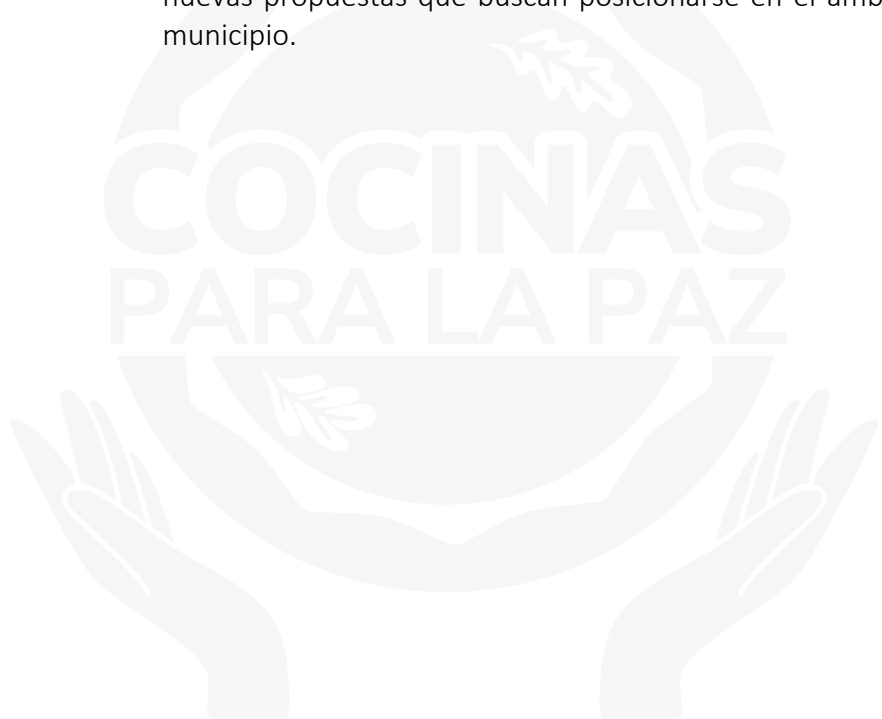 nuevas propuestas que buscan posicionarse en el
municipio.
COCINAS
PARA LA PAZ